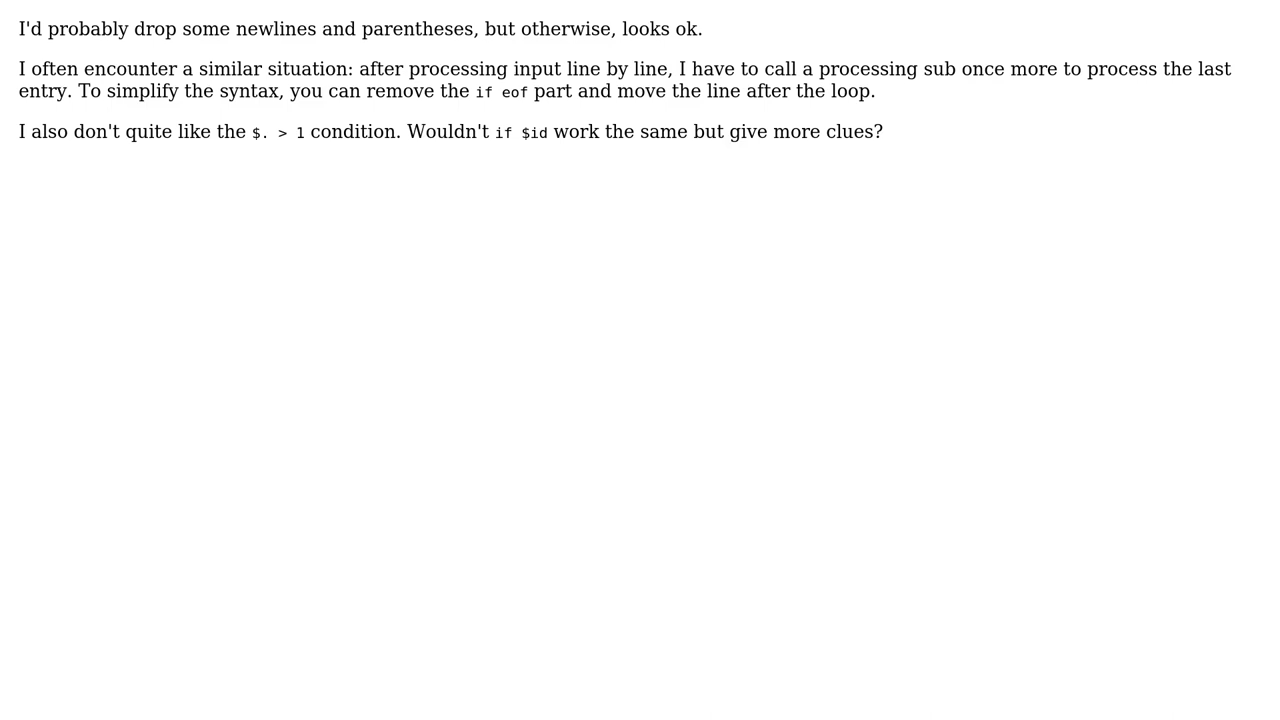 I'd probably drop some newlines and parentheses, but otherwise, looks ok.
I often encounter a similar situation: after processing input line by line, I have to call a processing sub once more to process the last
entry. To simplify the syntax, you can remove the if eof part and move the line after the loop.
I also don't quite like the $. > 1 condition. Wouldn't if $id work the same but give more clues?